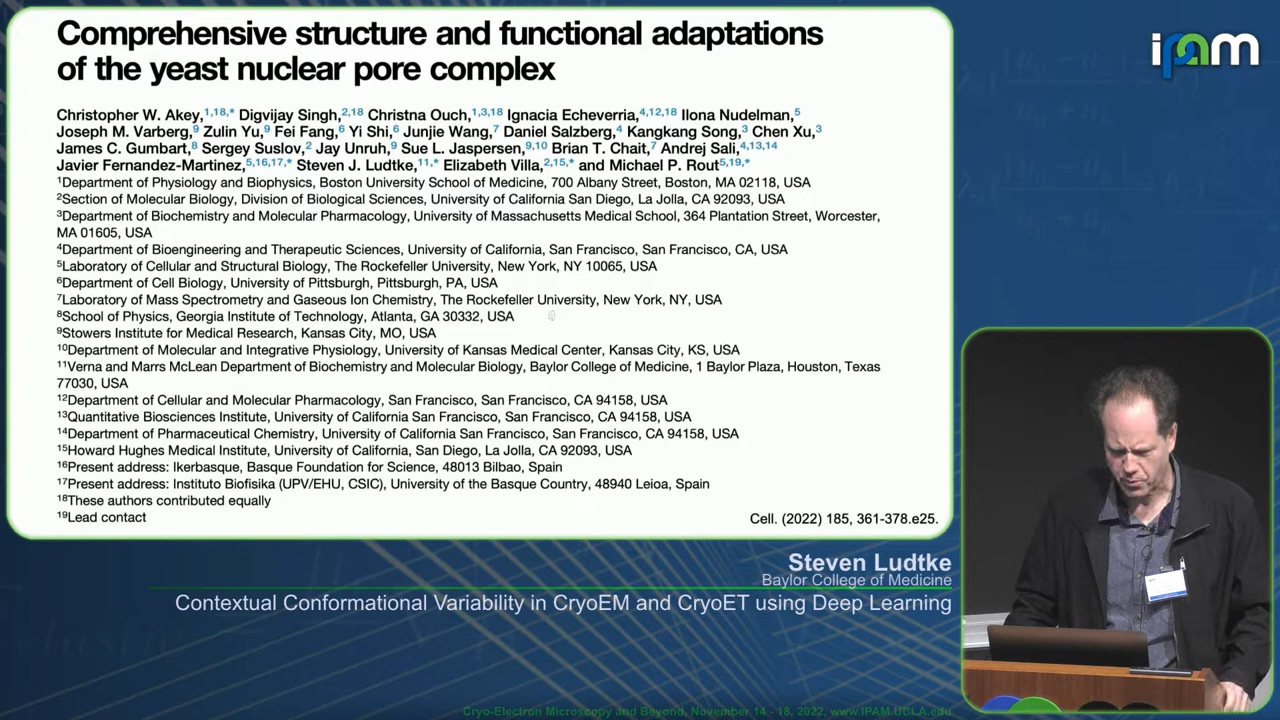 Comprehensive structure and functional adaptations
of the yeast nuclear pore complex
Christopher W. Akey,1,18,* Digvijay Singh,2,18 Christna Ouch,1,3,18 Ignacia Echeverria,4,12,18 Ilona Nudelman,5
Joseph M. Varberg,9 Zulin Yu,9 Fei Fang,6 Yi Shi,6 Junjie Wang,7 Daniel Salzberg,4 Kangkang Song,3 Chen Xu,3
James C. Gumbart,8 Sergey Suslov,2 Jay Unruh,9 Sue L. Jaspersen,9,10 Brian T. Chait,7 Andrej Sali,4,13,14
Javier Fernandez-Martinez,5,16,17,* Steven J. Ludtke,11,* Elizabeth Villa,2,15,* and Michael P. Rout5,19,*
1Department of Physiology and Biophysics, Boston University School of Medicine, 700 Albany Street, Boston, MA 02118, USA
2Section of Molecular Biology, Division of Biological Sciences, University of California San Diego, La Jolla, CA 92093, USA
3Department of Biochemistry and Molecular Pharmacology, University of Massachusetts Medical School, 364 Plantation Street, Worcester,
MA 01605, USA
4Department of Bioengineering and Therapeutic Sciences, University of California, San Francisco, San Francisco, CA, USA
5Laboratory of Cellular and Structural Biology, The Rockefeller University, New York, NY 10065, USA
6Department of Cell Biology, University of Pittsburgh, Pittsburgh, PA, USA
7Laboratory of Mass Spectrometry and Gaseous Ion Chemistry, The Rockefeller University, New York, NY, USA
8School of Physics, Georgia Institute of Technology, Atlanta, GA 30332, USA
9Stowers Institute for Medical Research, Kansas City, MO, USA
10Department of Molecular and Integrative Physiology, University of Kansas Medical Center, Kansas City, KS, USA
11Verna and Marrs McLean Department of Biochemistry and Molecular Biology, Baylor College of Medicine, 1 Baylor Plaza, Houston, Texas
77030, USA
12Department of Cellular and Molecular Pharmacology, San Francisco, San Francisco, CA 94158, USA
13Quantitative Biosciences Institute, University of California San Francisco, San Francisco, CA 94158, USA
14Department of Pharmaceutical Chemistry, University of California San Francisco, San Francisco, CA 94158, USA
15Howard Hughes Medical Institute, University of California, San Diego, La Jolla, CA 92093, USA
16Present address: Ikerbasque, Basque Foundation for Science, 48013 Bilbao, Spain
17Present address: Instituto Biofisika (UPV/EHU, CSIC), University of the Basque Country, 48940 Leioa, Spain
18These authors contributed equally
19Lead contact
Cell. (2022) 185, 361-378.e25.
ipam
Steven Ludtke
Baylor College of Medicine
Contextual Conformational Variability in CryoEM and CryoET using Deep Learning
Cryo-Electron Microscopy and Beyond, November 14 - 18, 2022, www.IPAM.UCLA.edu